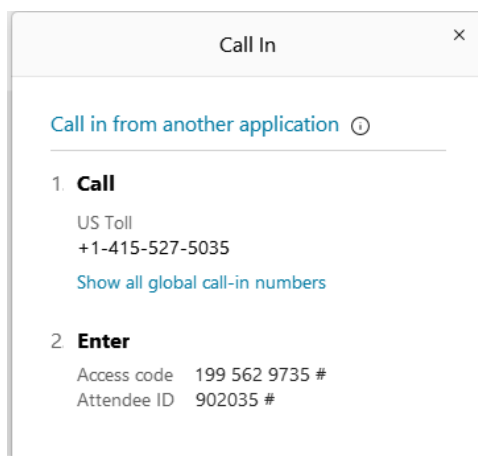 Call In
Call in from another application
1. Call
US Toll
+1-415-527-5035
Show all global call-in numbers
2. Enter
Access code 199 562 9735 #
Attendee ID 902035 #